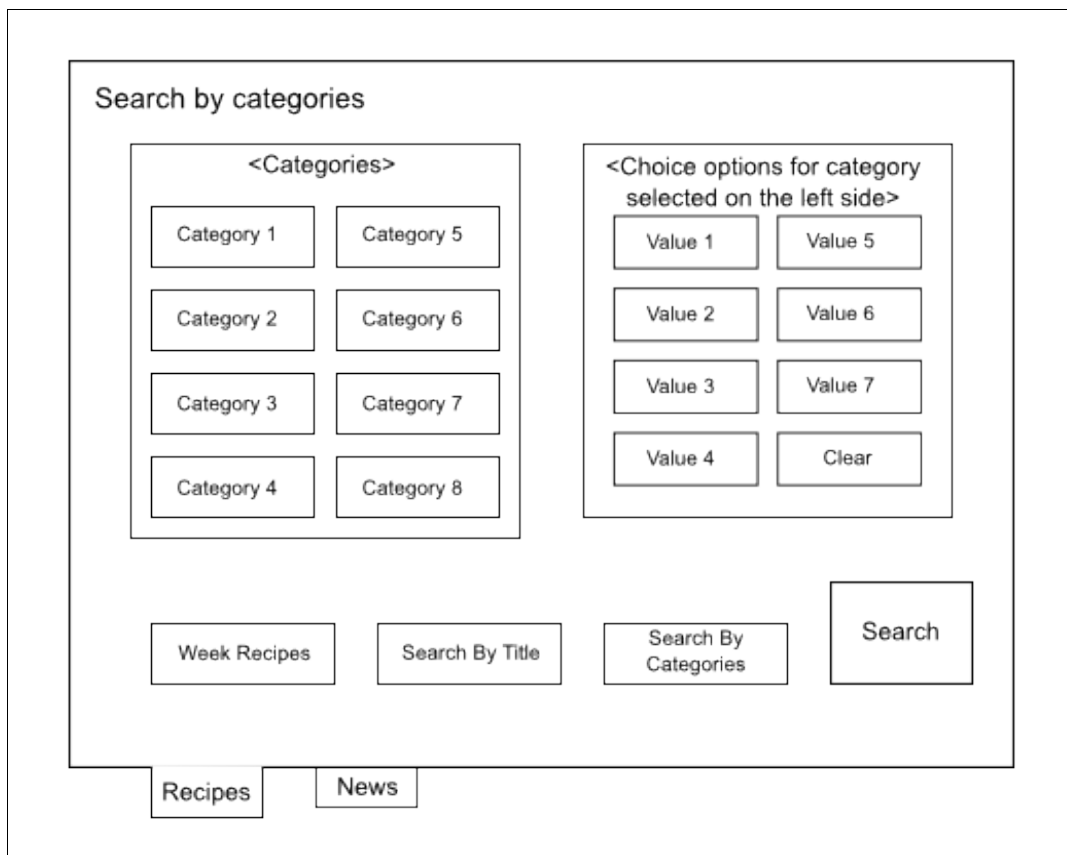 Search by categories
<Categories>
Category 1
Category 5
Category 2
Category 6
Category 3
Category 7
Category 4
Category 8
<Choice options for category
selected on the left side>
Value 1
Value 5
Value 2
Value 6
Value 3
Value 7
Value 4
Clear
Week Recipes
Search By Title
Search By
Categories
Search
Recipes
News